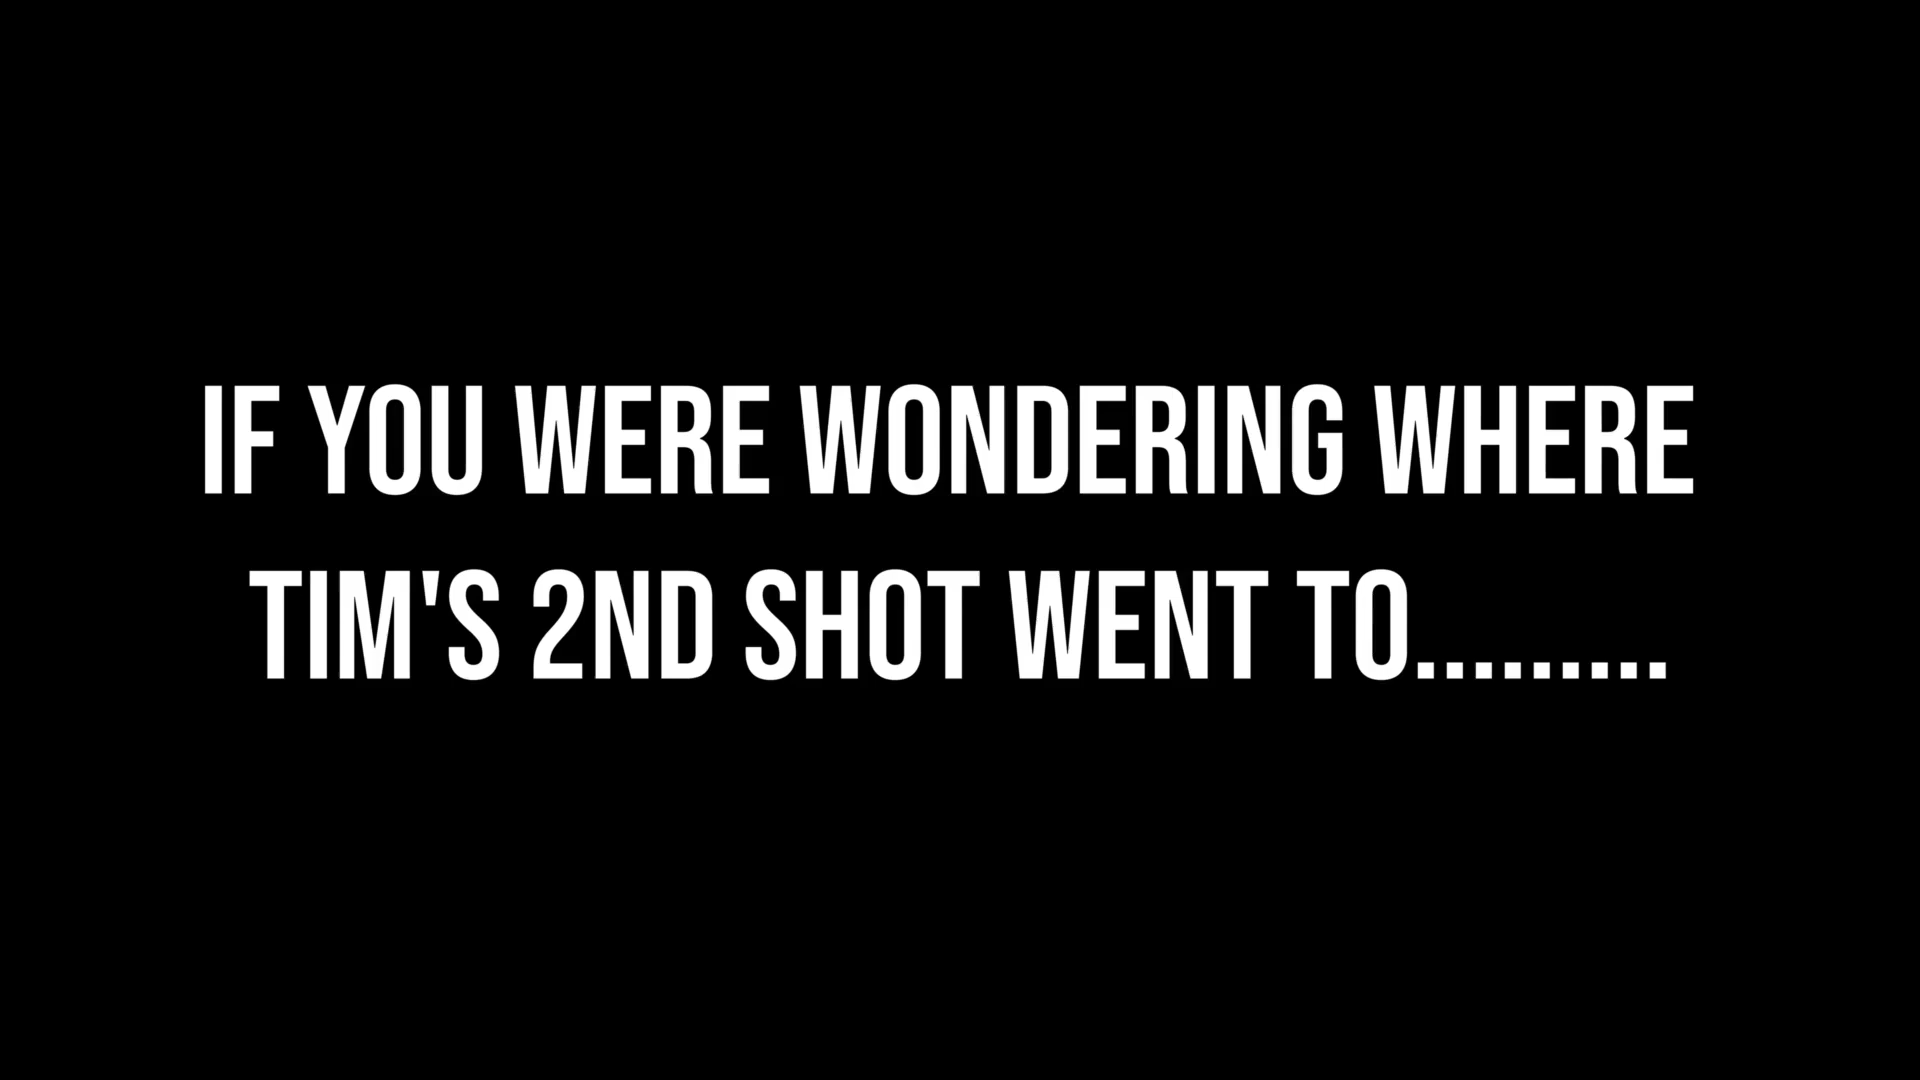 IF YOU WERE WONDERING WHERE
TIM'S 2ND SHOT WENT TO.........